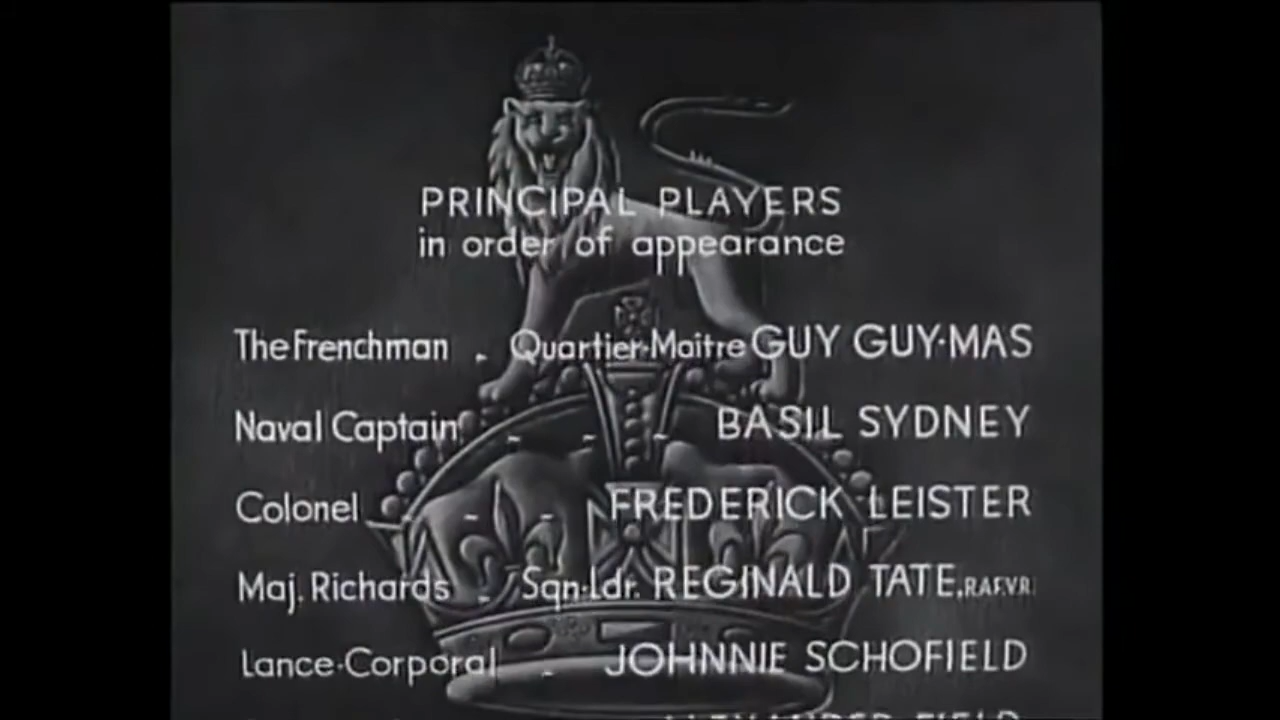 PRINCIPAL PLAYERS
in order of appearance
The Frenchman - Quartier-Maitre GUY GUY-MAS
Naval Captain - - - BASIL SYDNEY
Colonel - - - FREDERICK LEISTER
Maj. Richards - Sqn-Ldr. REGINALD TATE, R.A.F.V.R.
Lance-Corporal - JOHNNIE SCHOFIELD